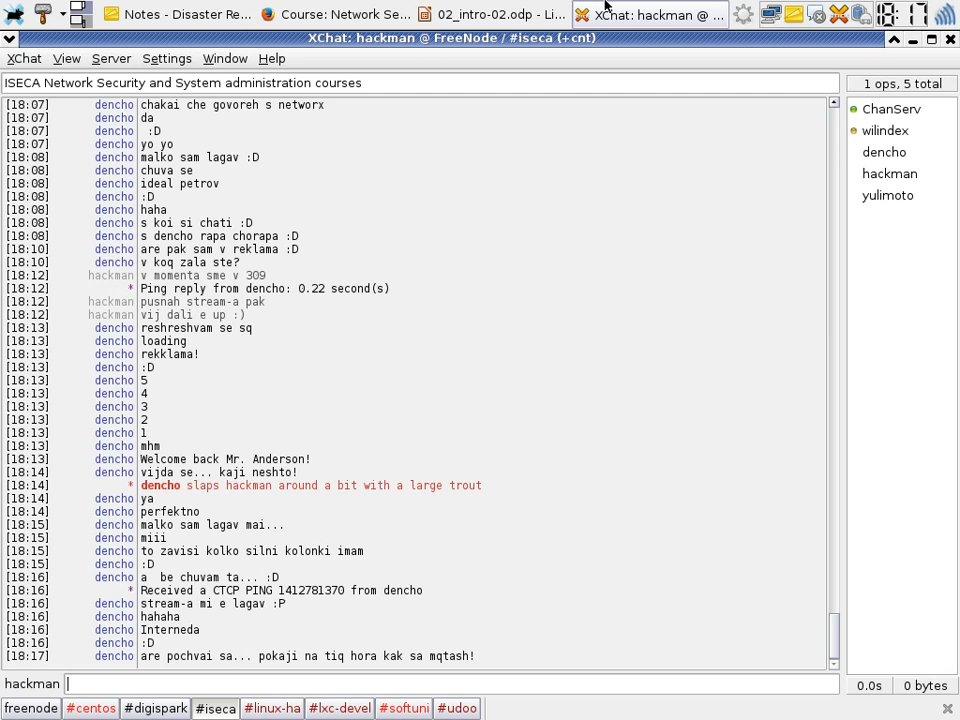 Notes - Disaster Re... Course: Network Se... 02_intro-02.odp - Li... XChat: hackman @ ... 18:17
XChat: hackman @ FreeNode / #iseca (+cnt)
XChat View Server Settings Window Help
ISECA Network Security and System administration courses
1 ops, 5 total
[18:07] dencho chakai che govoreh s networx
[18:07] dencho da
[18:07] dencho :D
[18:07] dencho yo yo
[18:08] dencho malko sam lagav :D
[18:08] dencho chuva se
[18:08] dencho ideal petrov
[18:08] dencho :D
[18:08] dencho haha
[18:08] dencho s koi si chati :D
[18:08] dencho s dencho rapa chorapa :D
[18:10] dencho are pak sam v reklama :D
[18:10] dencho v koq zala ste?
[18:12] hackman v momenta sme v 309
[18:12] * Ping reply from dencho: 0.22 second(s)
[18:12] hackman pusnah stream-a pak
[18:12] hackman vij dali e up :)
[18:13] dencho reshreshvam se sq
[18:13] dencho loading
[18:13] dencho rekklama!
[18:13] dencho :D
[18:13] dencho 5
[18:13] dencho 4
[18:13] dencho 3
[18:13] dencho 2
[18:13] dencho 1
[18:13] dencho mhm
[18:13] dencho Welcome back Mr. Anderson!
[18:14] dencho vijda se... kaji neshto!
[18:14] * dencho slaps hackman around a bit with a large trout
[18:14] dencho ya
[18:14] dencho perfektno
[18:15] dencho malko sam lagav mai...
[18:15] dencho miii
[18:15] dencho to zavisi kolko silni kolonki imam
[18:15] dencho :D
[18:16] dencho a be chuvam ta... :D
[18:16] * Received a CTCP PING 1412781370 from dencho
[18:16] dencho stream-a mi e lagav :P
[18:16] dencho hahaha
[18:16] dencho Interneda
[18:16] dencho :D
[18:17] dencho are pochvai sa... pokaji na tiq hora kak sa mqtash!
ChanServ
wilindex
dencho
hackman
yulimoto
hackman
0.0s 0 bytes
freenode #centos #digispark #iseca #linux-ha #lxc-devel #softuni #udoo